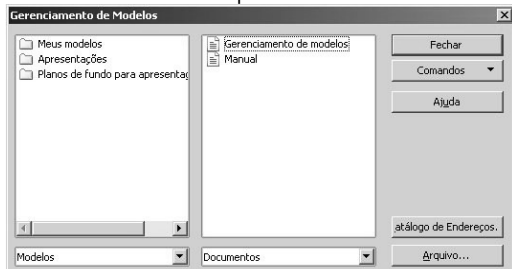 Gerenciamento de Modelos
Meus modelos
Apresentações
Planos de fundo para apresentaç
Gerenciamento de modelos
Manual
Fechar
Comandos
Ajuda
atálogo de Endereços.
Modelos
Documentos
Arquivo...